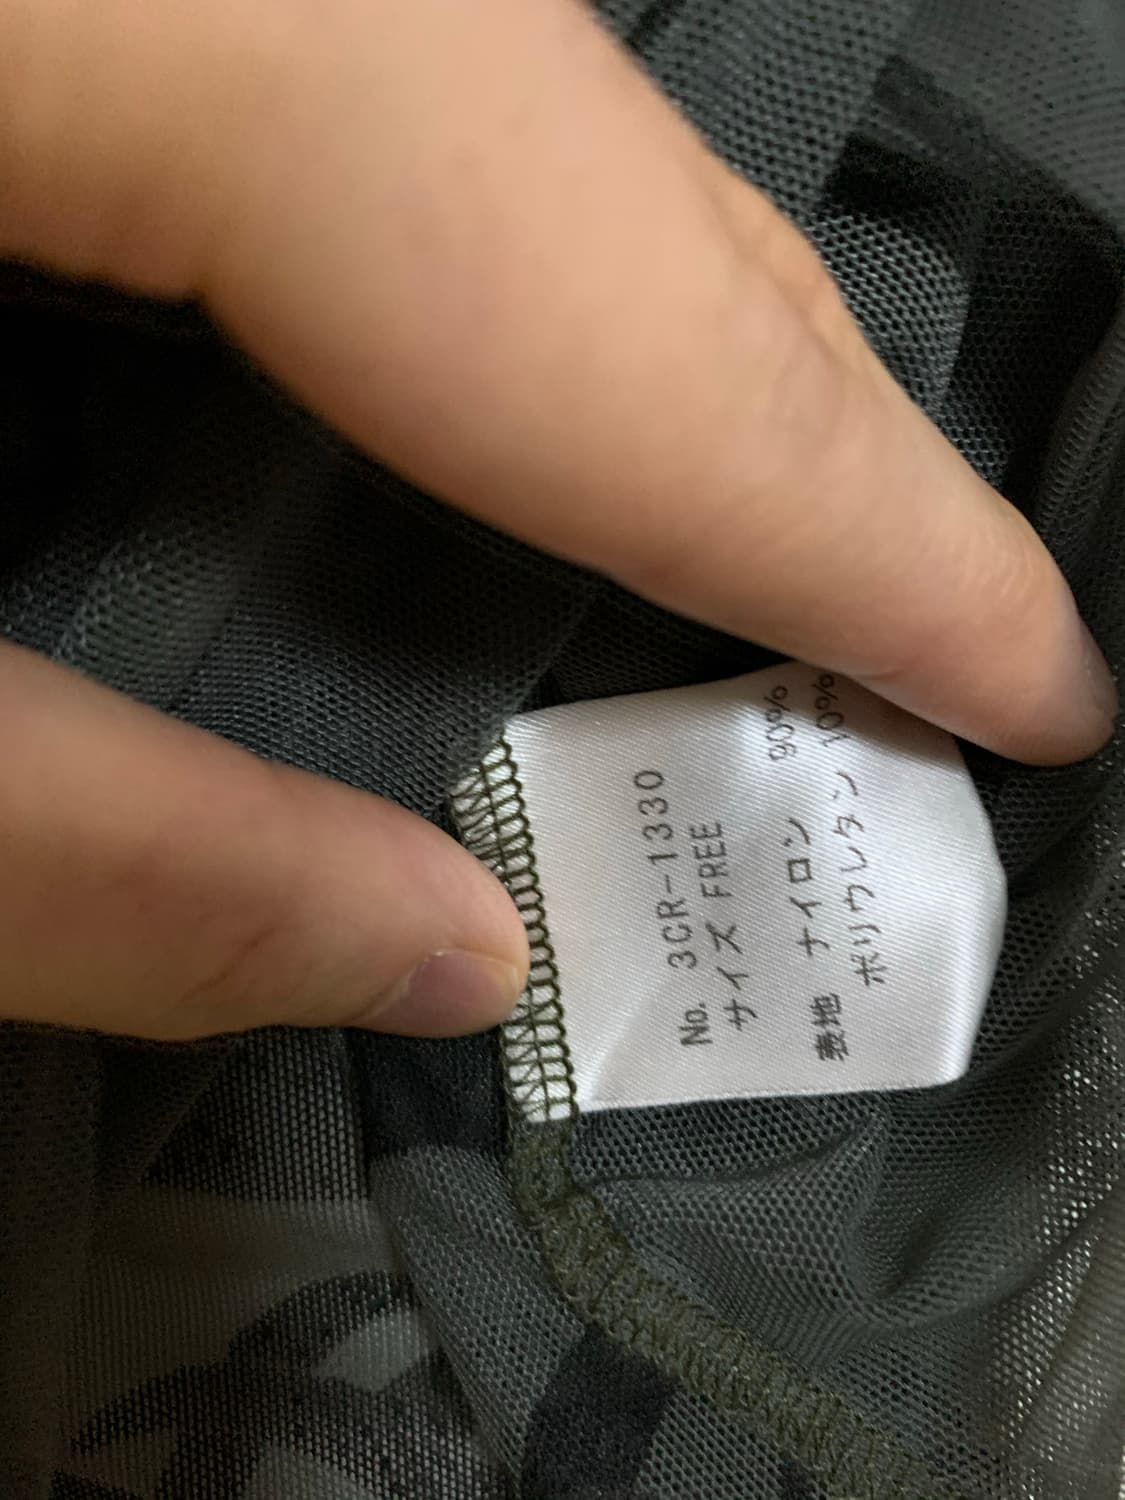 No. 3CR-1330
サイズ FREE
表地 ナイロン 90%
ポリウレタン 10%